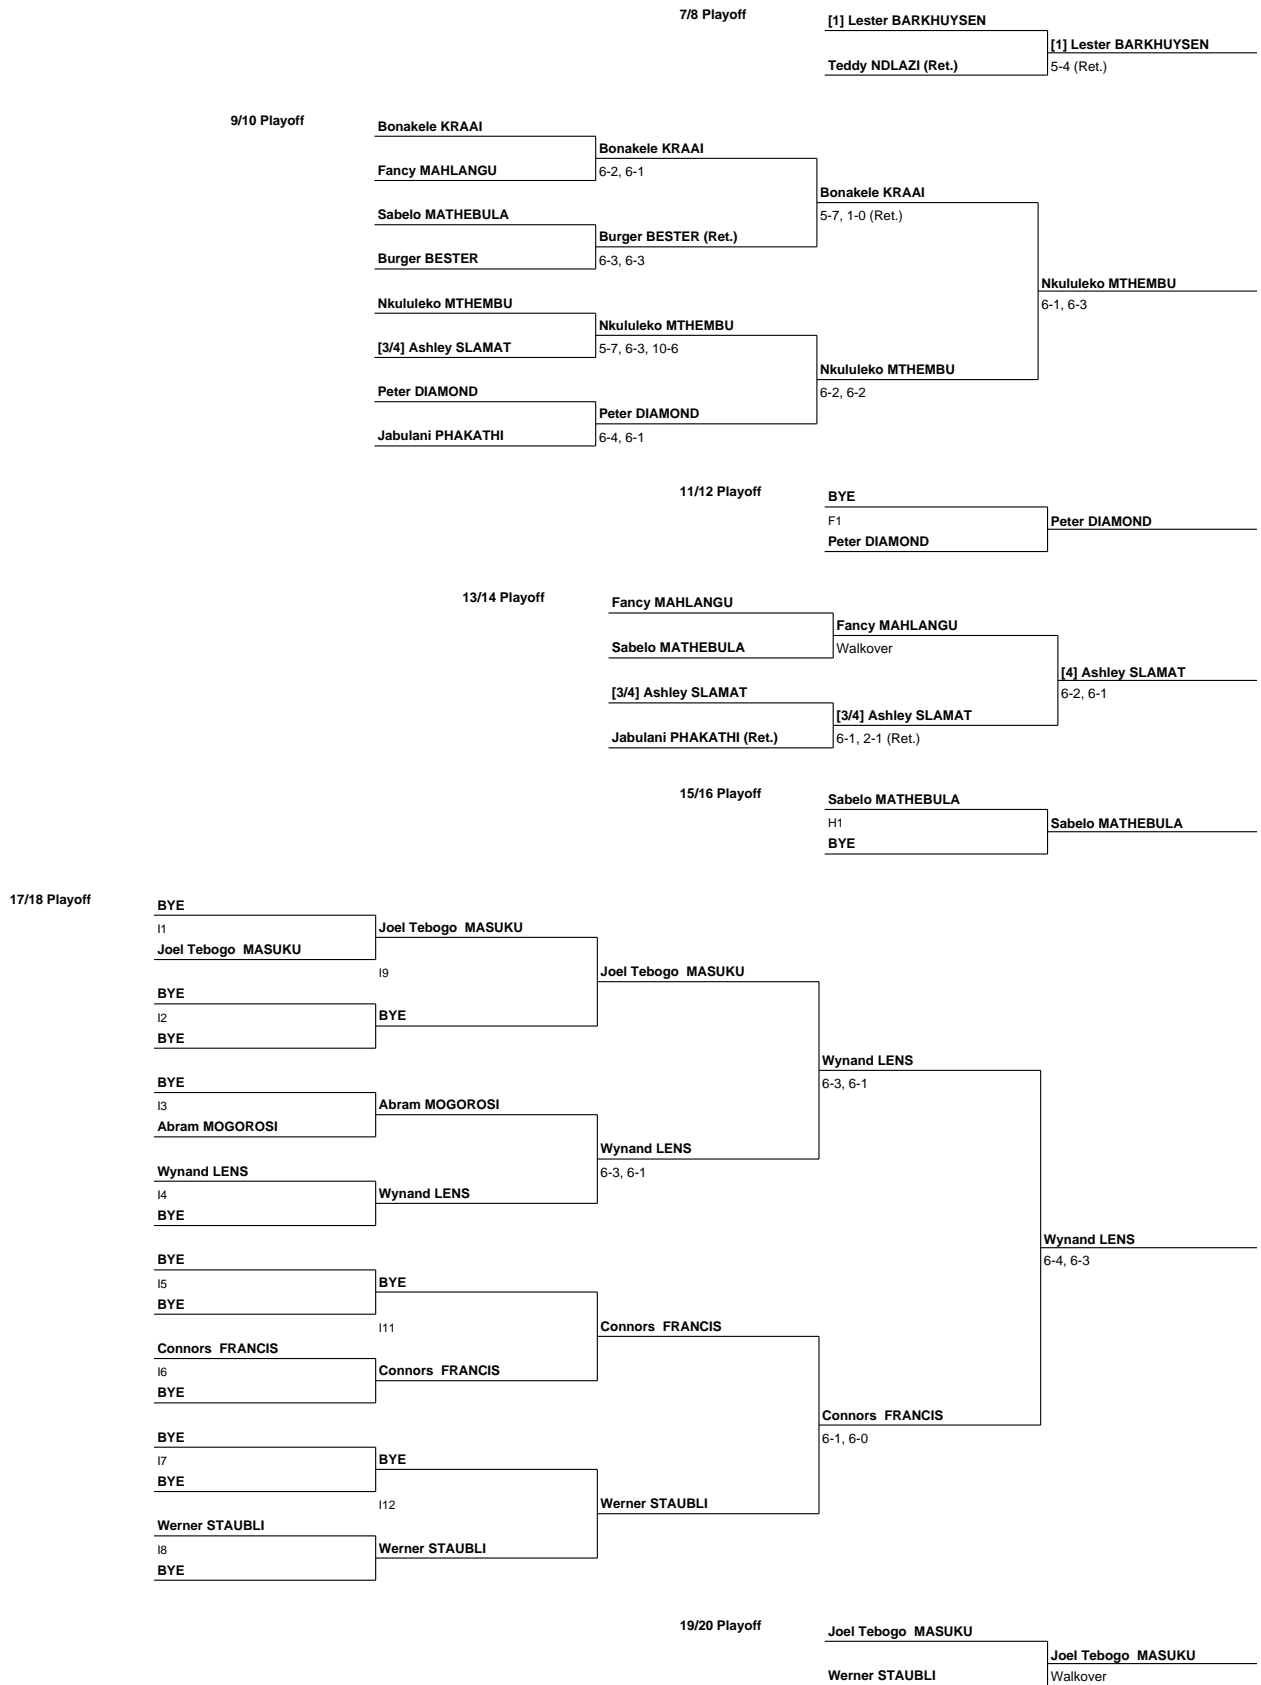 7/8 Playoff
[1] Lester BARKHUYSEN
[1] Lester BARKHUYSEN
Teddy NDLAZI (Ret.)
5-4 (Ret.)
9/10 Playoff
Bonakele KRAAI
Bonakele KRAAI
Fancy MAHLANGU
6-2, 6-1
Bonakele KRAAI
Sabelo MATHEBULA
5-7, 1-0 (Ret.)
Burger BESTER (Ret.)
Burger BESTER
6-3, 6-3
Nkululeko MTHEMBU
Nkululeko MTHEMBU
6-1, 6-3
Nkululeko MTHEMBU
[3/4] Ashley SLAMAT
5-7, 6-3, 10-6
Nkululeko MTHEMBU
Peter DIAMOND
6-2, 6-2
Peter DIAMOND
Jabulani PHAKATHI
6-4, 6-1
11/12 Playoff
BYE
F1
Peter DIAMOND
Peter DIAMOND
13/14 Playoff
Fancy MAHLANGU
Fancy MAHLANGU
Sabelo MATHEBULA
Walkover
[4] Ashley SLAMAT
[3/4] Ashley SLAMAT
6-2, 6-1
[3/4] Ashley SLAMAT
Jabulani PHAKATHI (Ret.)
6-1, 2-1 (Ret.)
15/16 Playoff
Sabelo MATHEBULA
H1
Sabelo MATHEBULA
BYE
17/18 Playoff
BYE
I1
Joel Tebogo MASUKU
Joel Tebogo MASUKU
I9
Joel Tebogo MASUKU
BYE
I2
BYE
BYE
Wynand LENS
BYE
6-3, 6-1
I3
Abram MOGOROSI
Abram MOGOROSI
Wynand LENS
Wynand LENS
6-3, 6-1
I4
Wynand LENS
BYE
Wynand LENS
BYE
6-4, 6-3
I5
BYE
BYE
I11
Connors FRANCIS
Connors FRANCIS
I6
Connors FRANCIS
BYE
Connors FRANCIS
BYE
6-1, 6-0
I7
BYE
BYE
I12
Werner STAUBLI
Werner STAUBLI
I8
Werner STAUBLI
BYE
19/20 Playoff
Joel Tebogo MASUKU
Joel Tebogo MASUKU
Werner STAUBLI
Walkover